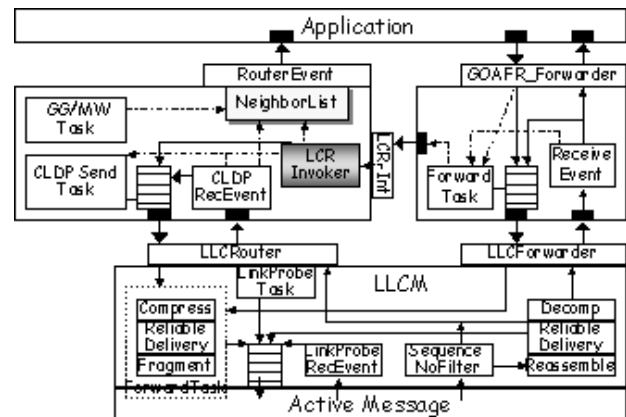 Application
RouterEvent
GOAFR_Forwarder
GG/MW
Task
NeighborList
CLDP Send
Task
CLDP
RecEvent
LCR
Invoker
LCR-Int
Forward
Task
Receive
Event
LLCRouter
LLCForwarder
LinkProbe
Task
LLCM
Compress
Reliable
Delivery
Fragment
ForwardTask
LinkProbe
RecEvent
Sequence
NoFilter
Decomp
Reliable
Delivery
Reassemble
Active Message